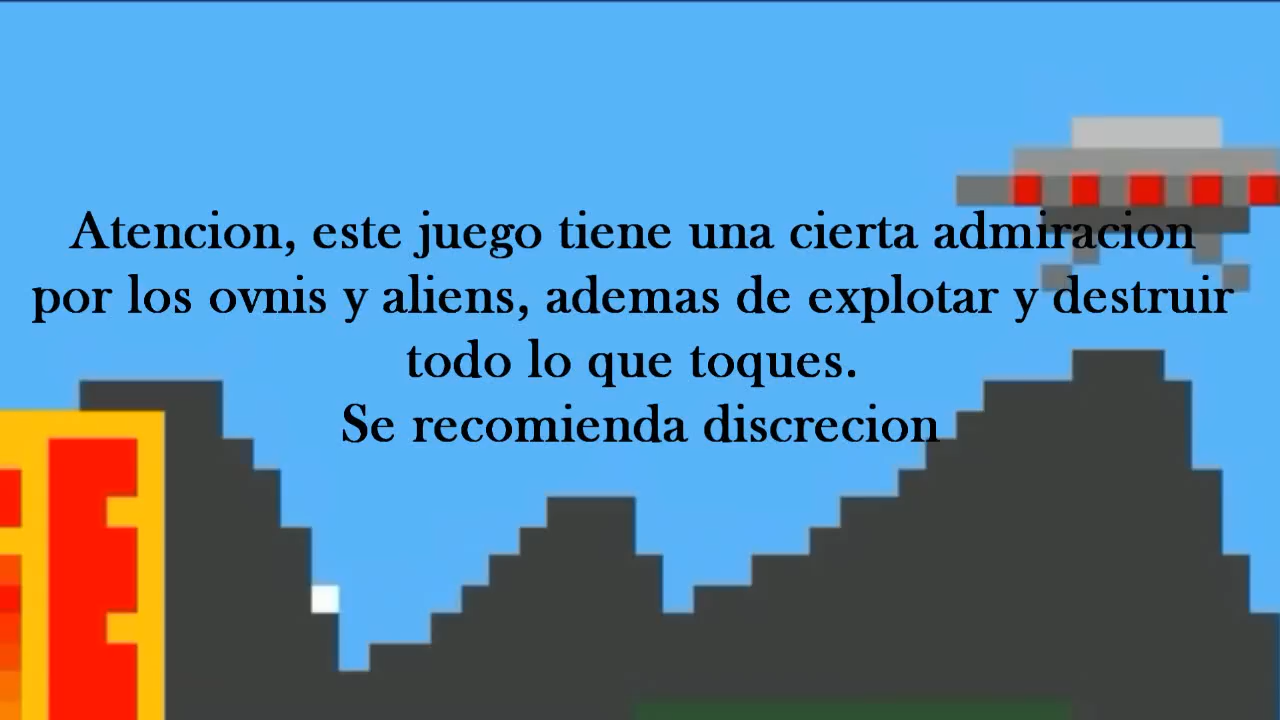 Atencion, este juego tiene una cierta admiracion
por los ovnis y aliens, ademas de explotar y destruir
todo lo que toques.
Se recomienda discrecion